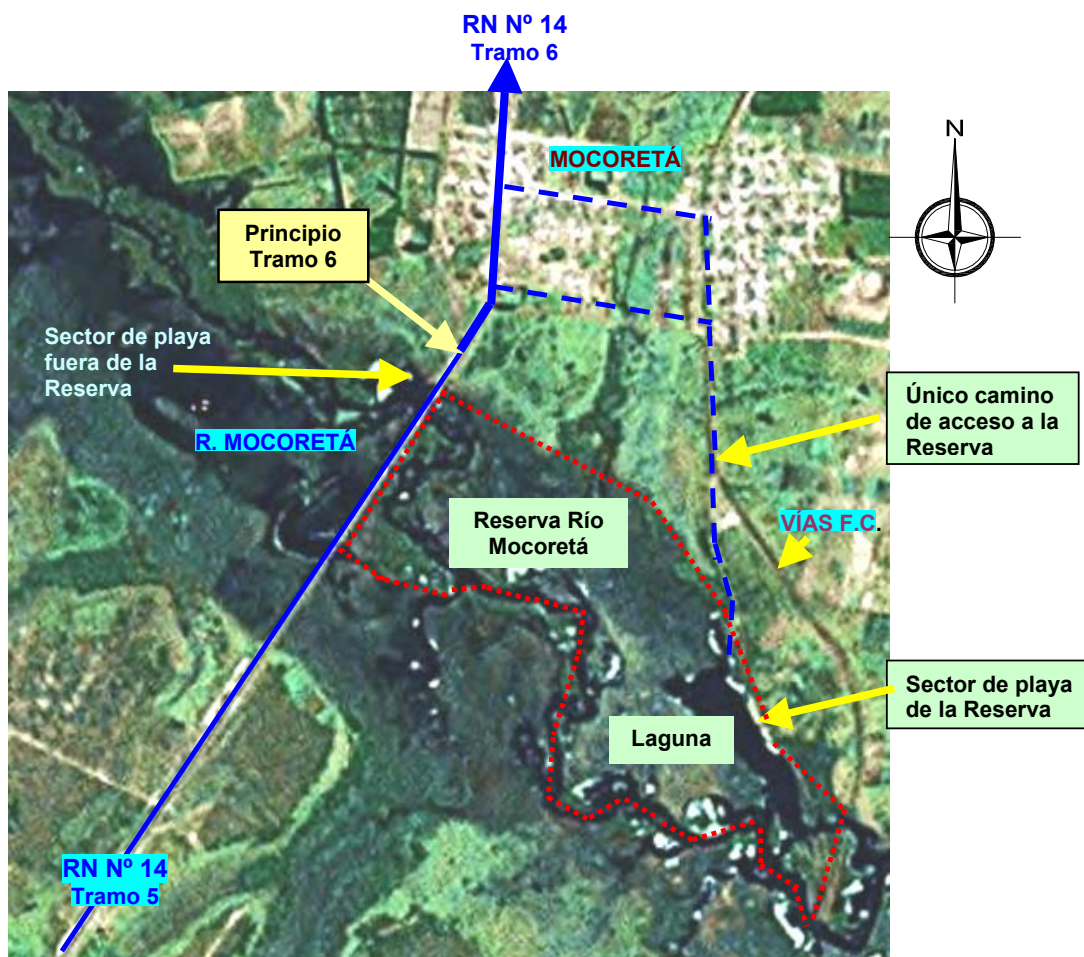 RN Nº 14
Tramo 6
N
MOCORETÁ
Principio
Tramo 6
Sector de playa
fuera de la
Reserva
Único camino
de acceso a la
Reserva
R. MOCORETÁ
Reserva Río
Mocoretá
VÍAS F.C.
Sector de playa
de la Reserva
Laguna
RN Nº 14
Tramo 5